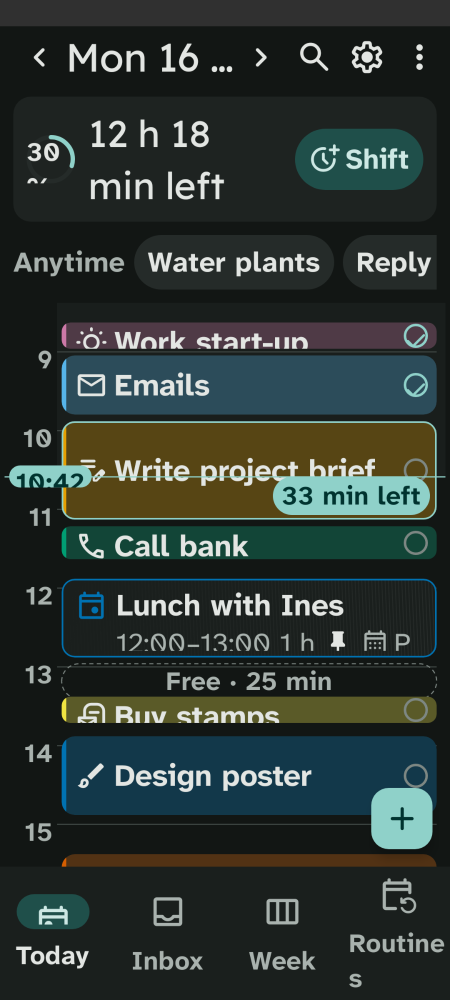 Mon 16 …
30
12 h 18
min left
Shift
Anytime
Water plants
Reply
Work start-up
9
Emails
10
Write project brief
10:42
33 min left
11
Call bank
12
Lunch with Ines
12:00–13:00 1 h P
13
Free · 25 min
Buy stamps
14
Design poster
15
Today
Inbox
Week
Routine
s